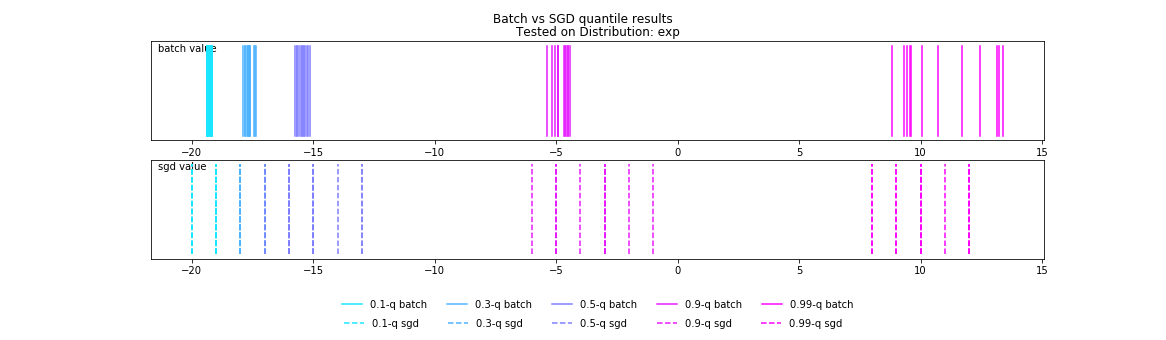 Batch vs SGD quantile results
Tested on Distribution: exp
batch value
−20 −15 −10 −5 0 5 10 15
sgd value
−20 −15 −10 −5 0 5 10 15
0.1-q batch 0.3-q batch 0.5-q batch 0.9-q batch 0.99-q batch
0.1-q sgd 0.3-q sgd 0.5-q sgd 0.9-q sgd 0.99-q sgd